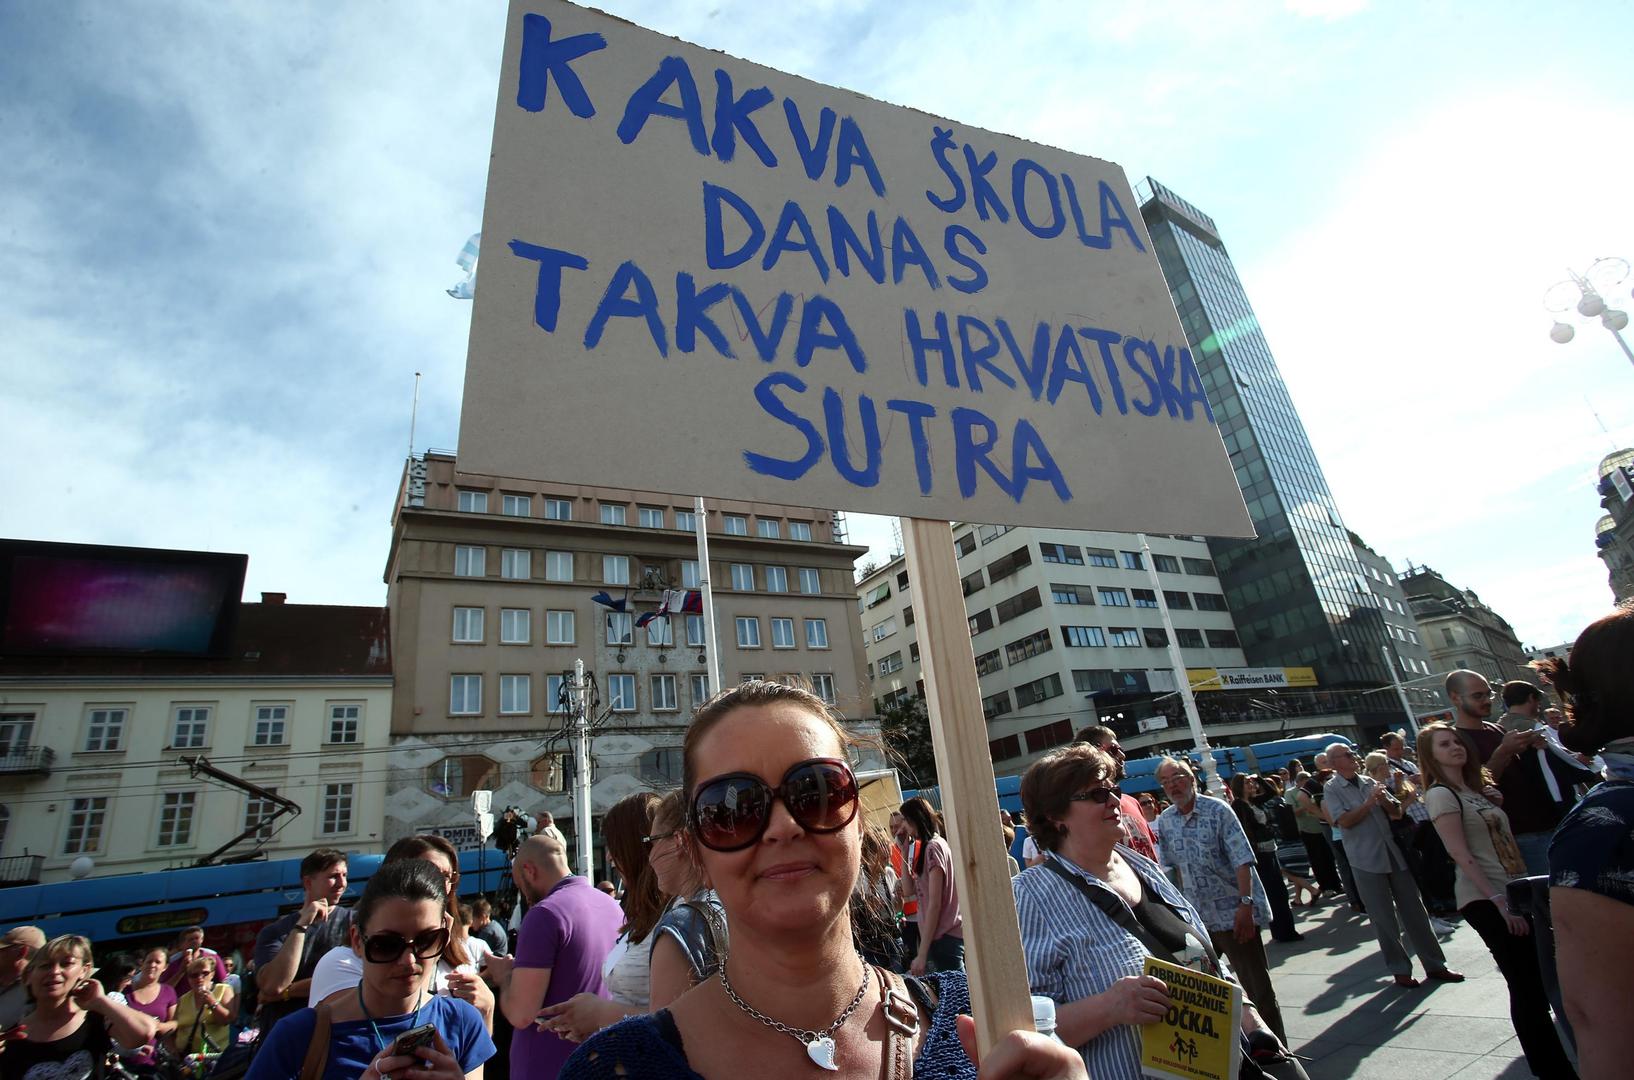 KAKVA ŠKOLA
DANAS
TAKVA HRVATSKA
SUTRA
Raiffeisen BANK
OBRAZOVANJE
NAJVAŽNIJE.
TOČKA.